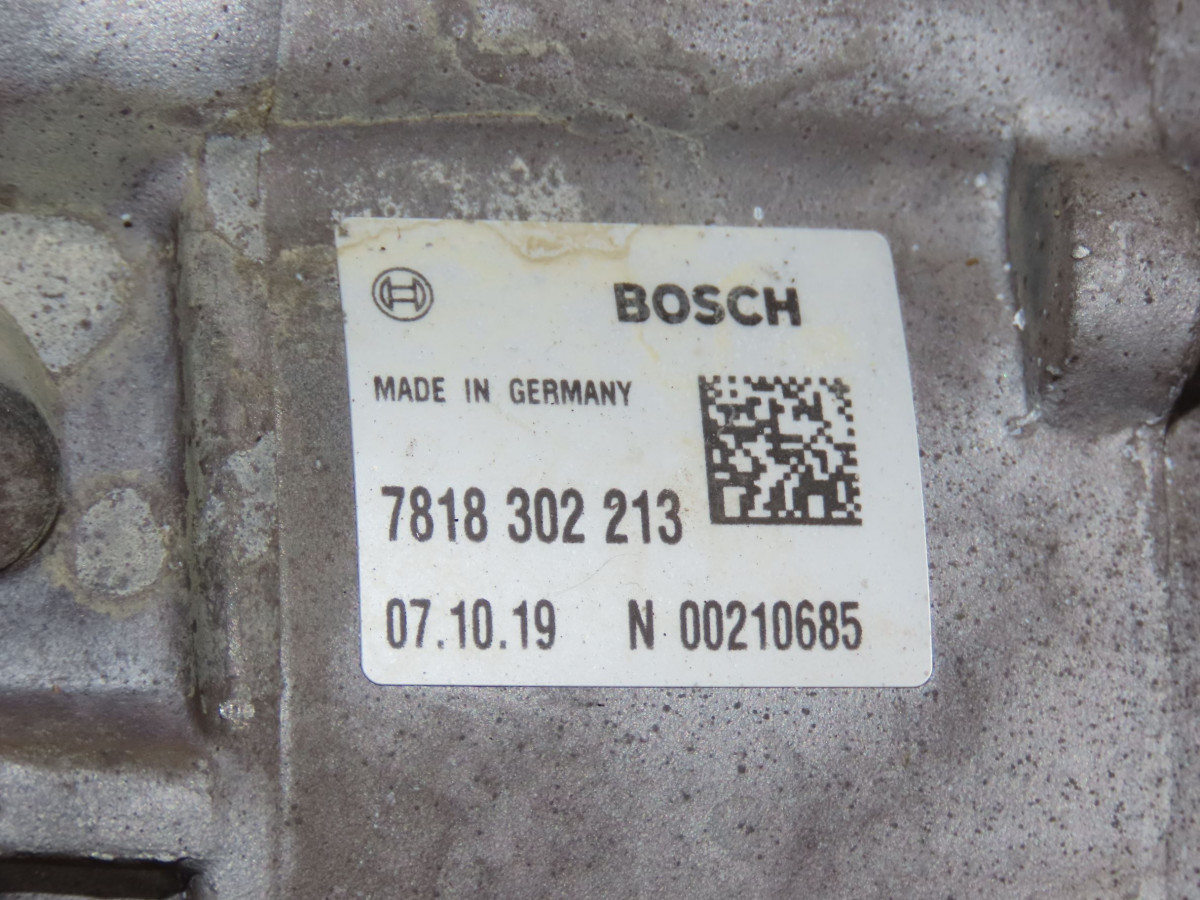 BOSCH
MADE IN GERMANY
7818 302 213
07.10.19 N 00210685